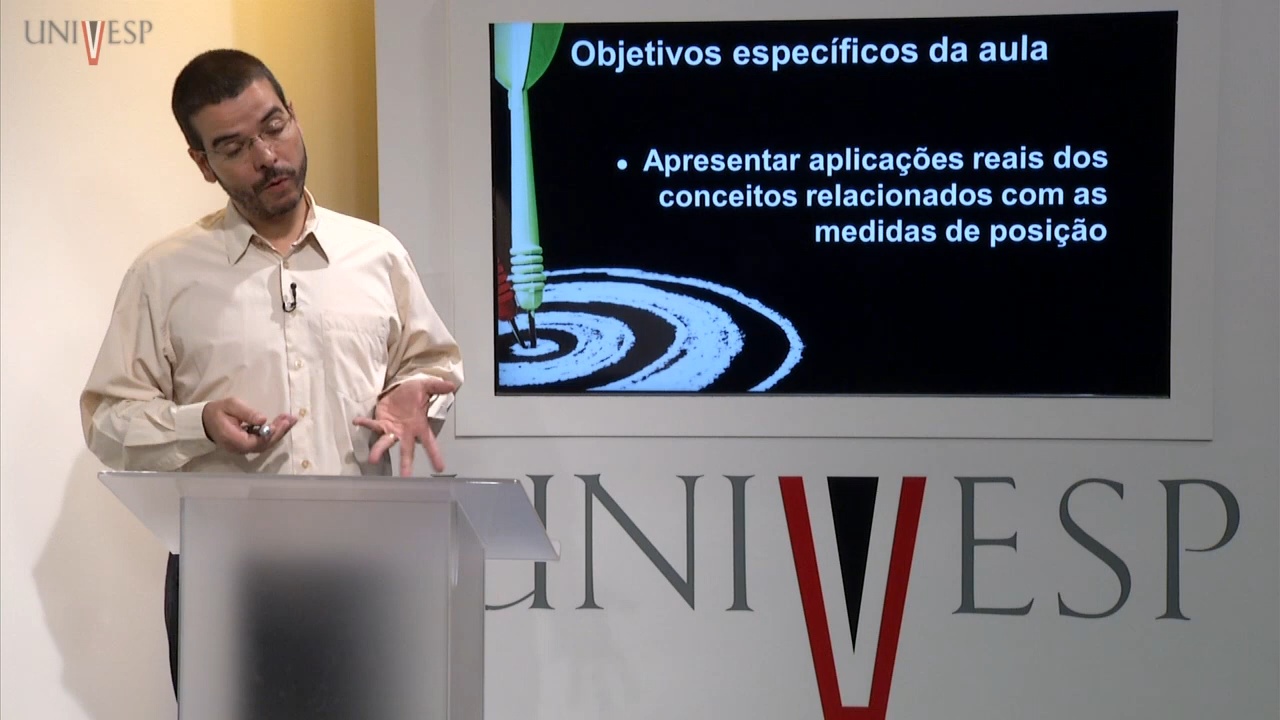 UNIVESP
Objetivos específicos da aula
• Apresentar aplicações reais dos
conceitos relacionados com as
medidas de posição
UNIVESP